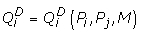 Q_i^D = Q_i^D (P_i, P_j, M)